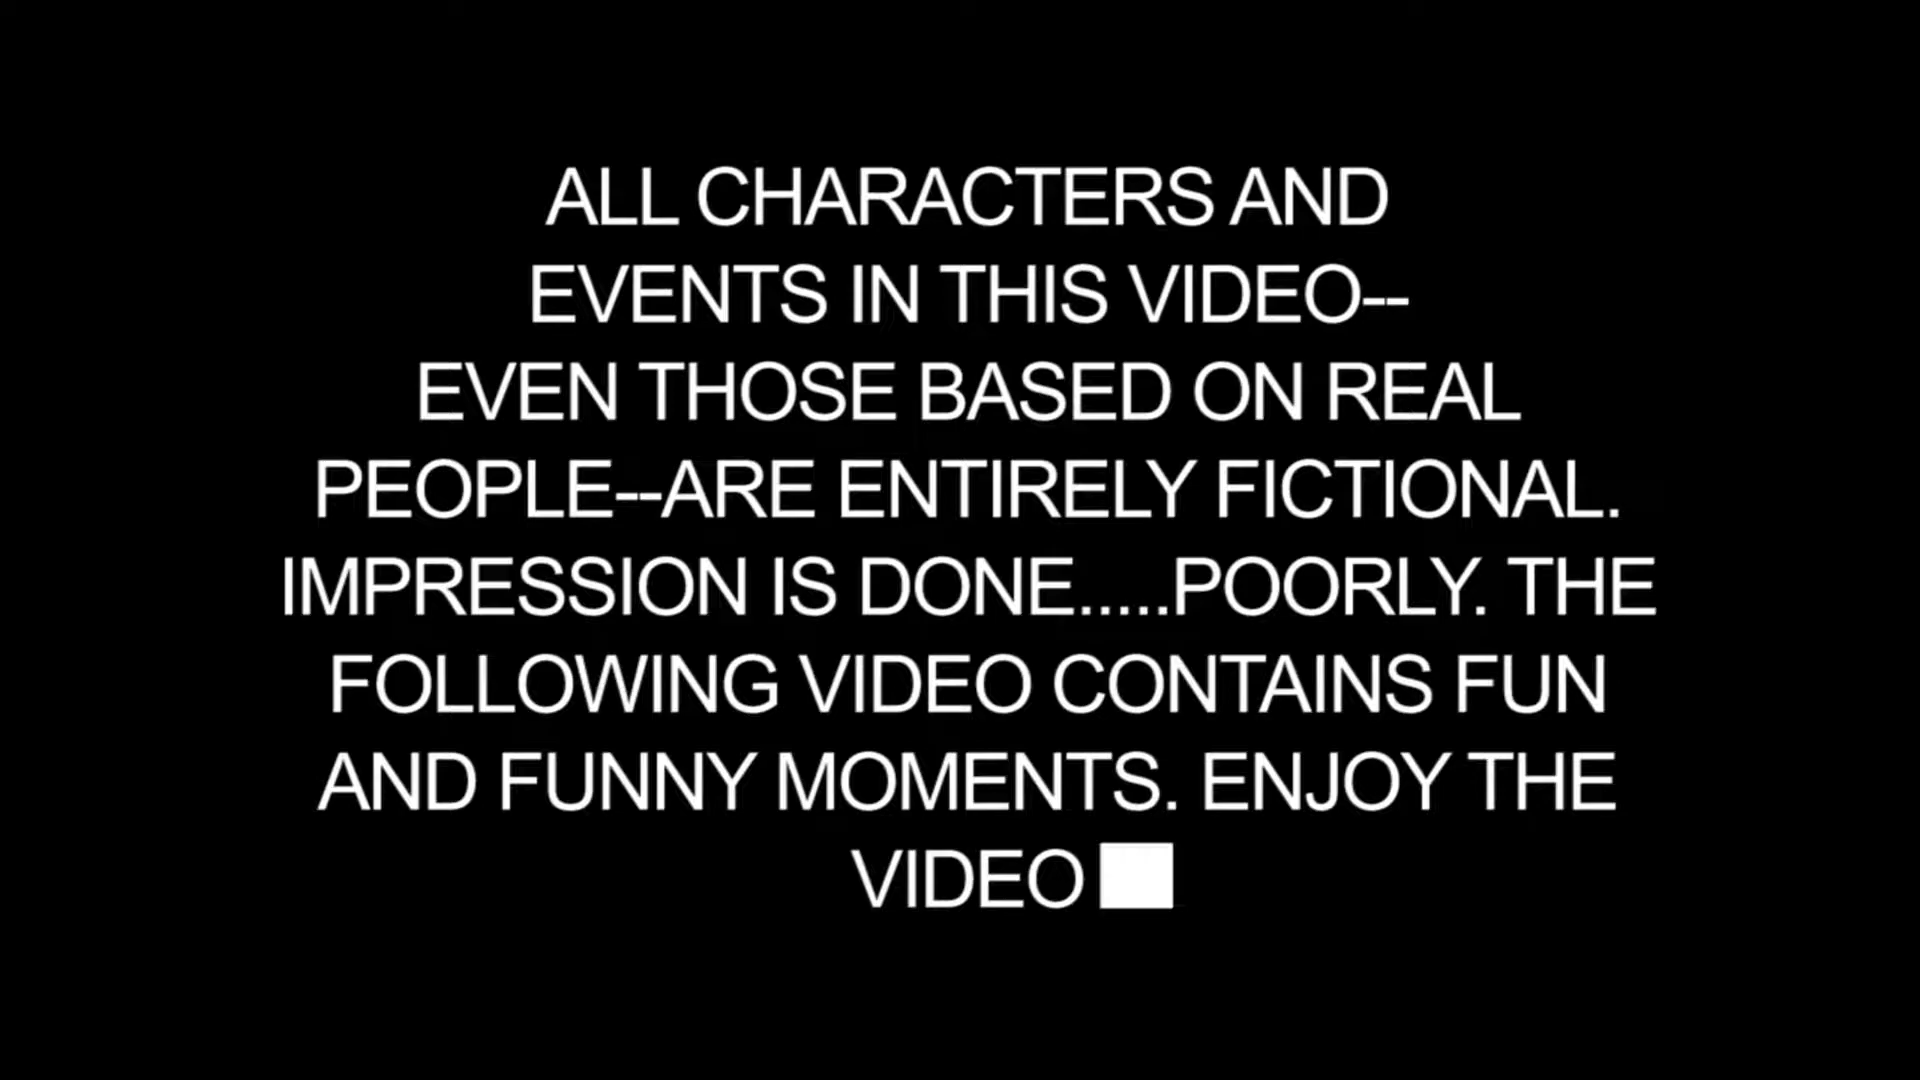 ALL CHARACTERS AND
EVENTS IN THIS VIDEO--
EVEN THOSE BASED ON REAL
PEOPLE--ARE ENTIRELY FICTIONAL.
IMPRESSION IS DONE.....POORLY. THE
FOLLOWING VIDEO CONTAINS FUN
AND FUNNY MOMENTS. ENJOY THE
VIDEO